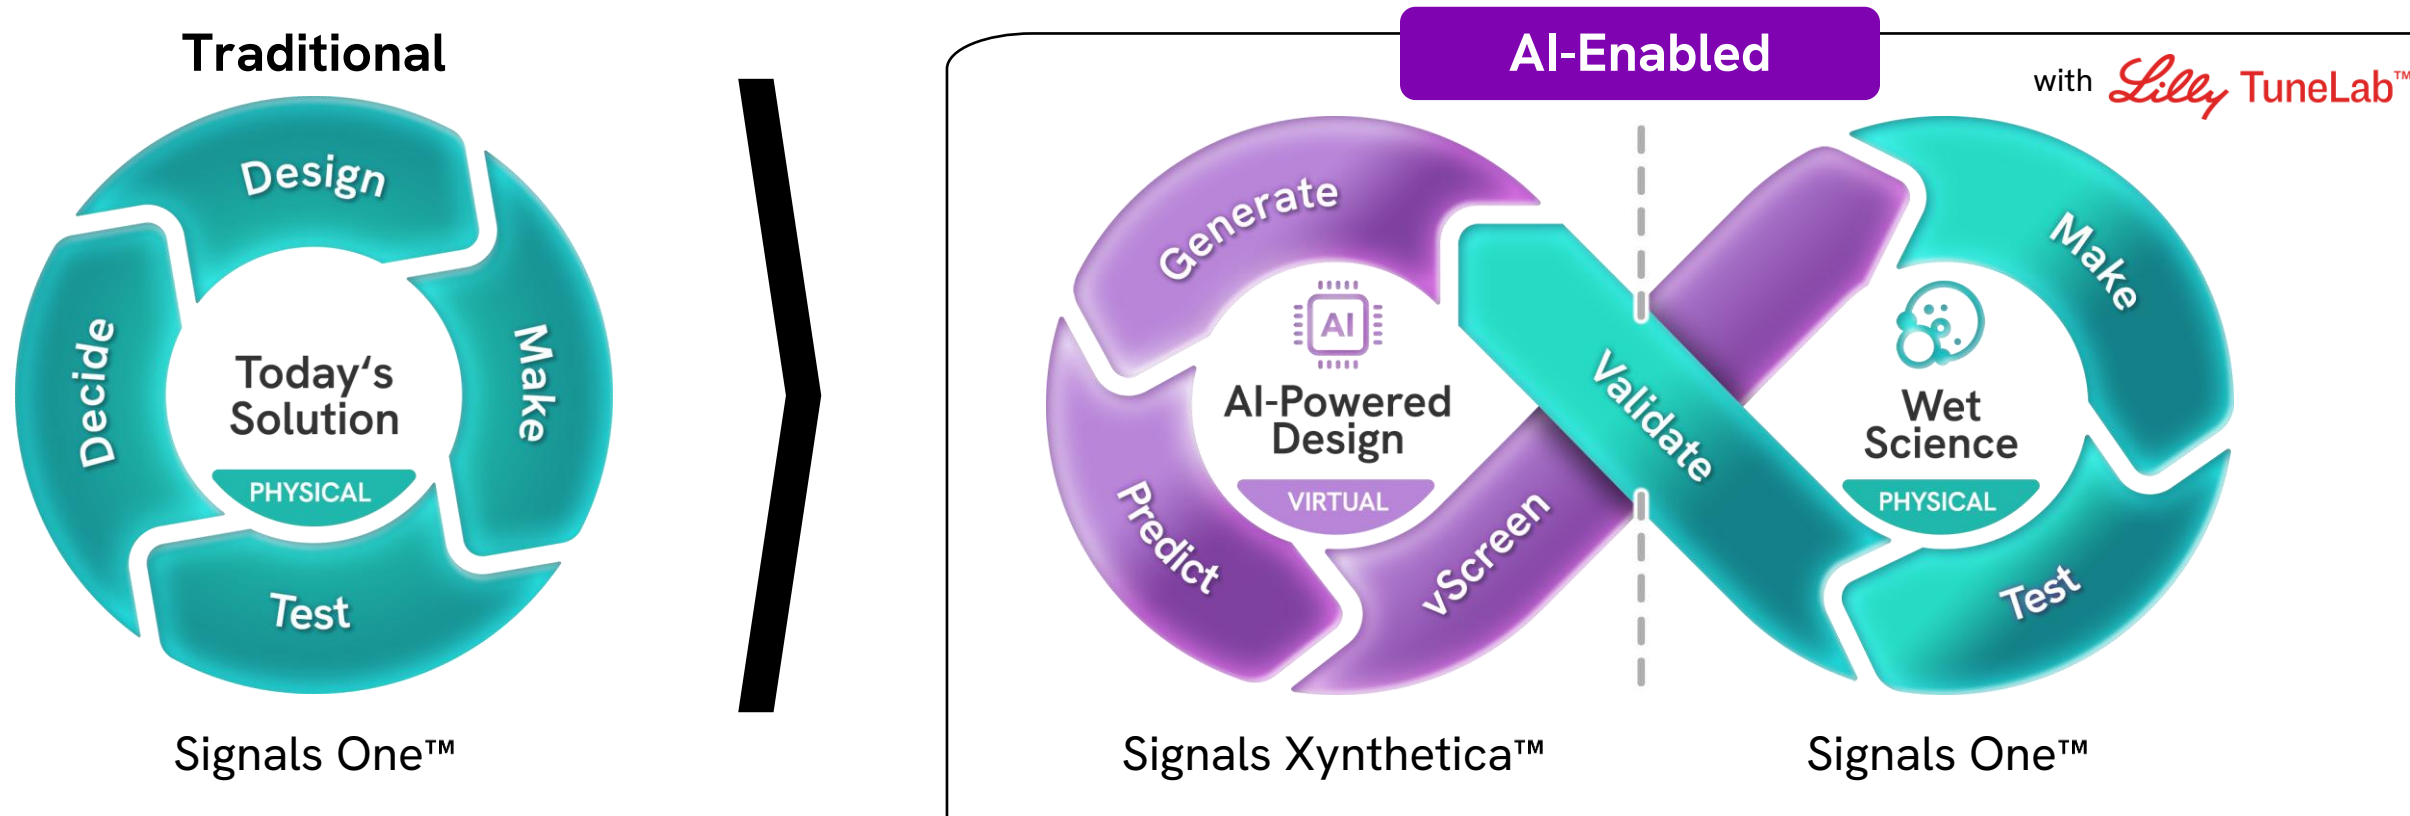 Traditional
Design
Make
Test
Decide
Today‘s
Solution
PHYSICAL
Signals One™
AI-Enabled
with Lilly TuneLab™
Generate
Predict
vScreen
Validate
AI
AI-Powered
Design
VIRTUAL
Make
Test
Wet
Science
PHYSICAL
Signals Xynthetica™
Signals One™